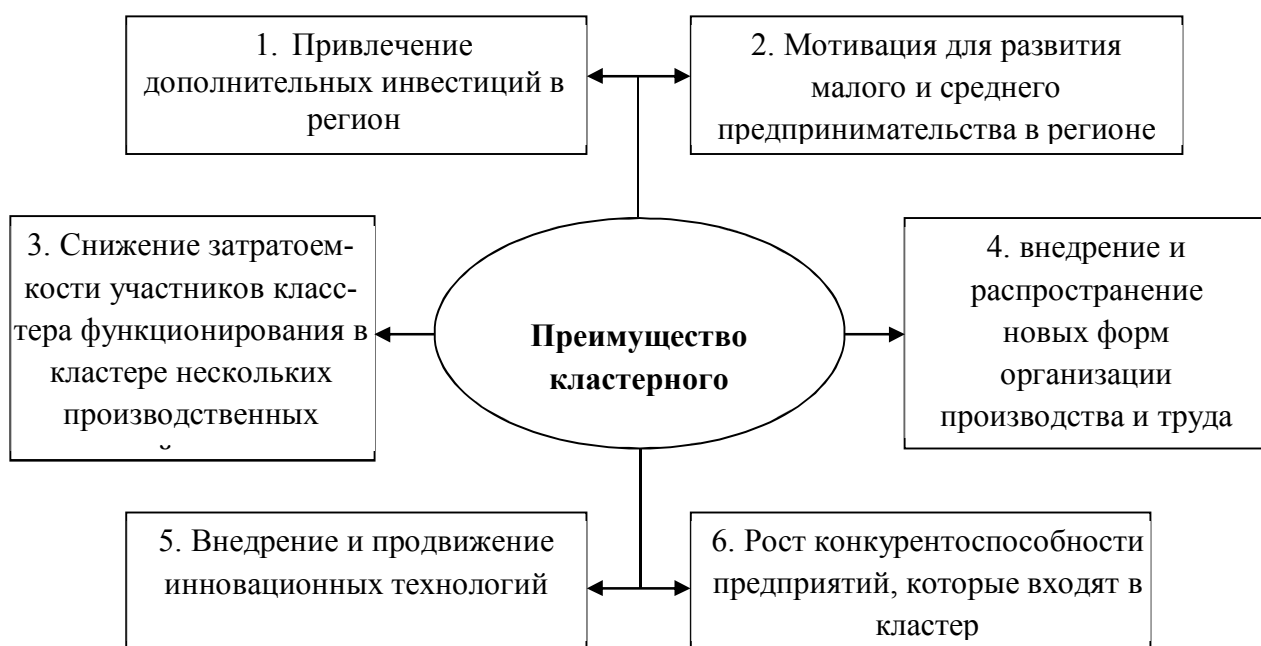 1. Привлечение
дополнительных инвестиций в
регион
2. Мотивация для развития
малого и среднего
предпринимательства в регионе
3. Снижение затратоем-
кости участников класс-
тера функционирования в
кластере нескольких
производственных
4. внедрение и
распространение
новых форм
организации
производства и труда
Преимущество
кластерного
5. Внедрение и продвижение
инновационных технологий
6. Рост конкурентоспособности
предприятий, которые входят в
кластер